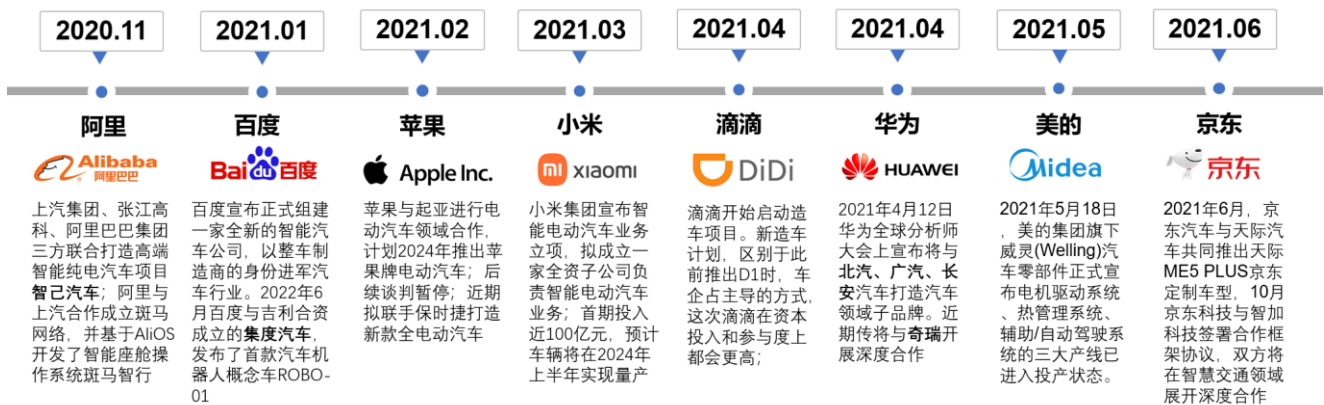 2020.11
2021.01
2021.02
2021.03
2021.04
2021.04
2021.05
2021.06
阿里
Alibaba
阿里巴巴
上汽集团、张江高
科、阿里巴巴集团
三方联合打造高端
智能纯电汽车项目
智己汽车；阿里与
上汽合作成立斑马
网络，并基于AliOS
开发了智能座舱操
作系统斑马智行
百度
Bai du 百度
百度宣布正式组建
一家全新的智能汽
车公司，以整车制
造商的身份进军汽
车行业。2022年6
月百度与吉利合资
成立的集度汽车，
发布了首款汽车机
器人概念车ROBO-
01
苹果
Apple Inc.
苹果与起亚进行电
动汽车领域合作，
计划2024年推出苹
果牌电动汽车；后
续谈判暂停；近期
拟联手保时捷打造
新款全电动汽车
小米
mi xiaomi
小米集团宣布智
能电动汽车业务
立项，拟成立一
家全资子公司负
责智能电动汽车
业务；首期投入
近100亿元，预计
车辆将在2024年
上半年实现量产
滴滴
DiDi
滴滴开始启动造
车项目。新造车
计划，区别于此
前推出D1时，车
企占主导的方式，
这次滴滴在资本
投入和参与度上
都会更高；
华为
HUAWEI
2021年4月12日
华为全球分析师
大会上宣布将与
北汽、广汽、长
安汽车打造汽车
领域子品牌。近
期传将与奇瑞开
展深度合作
美的
Midea
2021年5月18日
，美的集团旗下
威灵(Welling)汽
车零部件正式宣
布电机驱动系统
、热管理系统、
辅助/自动驾驶系
统的三大产线已
进入投产状态。
京东
京东
2021年6月，京
东汽车与天际汽
车共同推出天际
ME5 PLUS京东
定制车型，10月
京东科技与智加
科技签署合作框
架协议，双方将
在智慧交通领域
展开深度合作